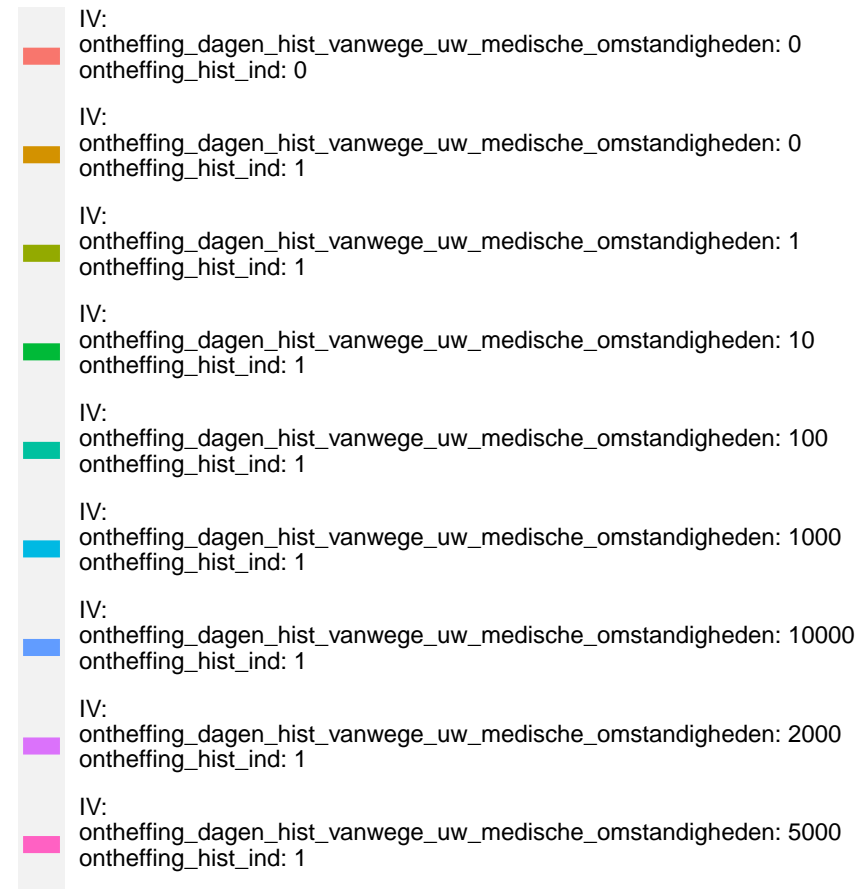 IV:
ontheffing_dagen_hist_vanwege_uw_medische_omstandigheden: 0
ontheffing_hist_ind: 0
IV:
ontheffing_dagen_hist_vanwege_uw_medische_omstandigheden: 0
ontheffing_hist_ind: 1
IV:
ontheffing_dagen_hist_vanwege_uw_medische_omstandigheden: 1
ontheffing_hist_ind: 1
IV:
ontheffing_dagen_hist_vanwege_uw_medische_omstandigheden: 10
ontheffing_hist_ind: 1
IV:
ontheffing_dagen_hist_vanwege_uw_medische_omstandigheden: 100
ontheffing_hist_ind: 1
IV:
ontheffing_dagen_hist_vanwege_uw_medische_omstandigheden: 1000
ontheffing_hist_ind: 1
IV:
ontheffing_dagen_hist_vanwege_uw_medische_omstandigheden: 10000
ontheffing_hist_ind: 1
IV:
ontheffing_dagen_hist_vanwege_uw_medische_omstandigheden: 2000
ontheffing_hist_ind: 1
IV:
ontheffing_dagen_hist_vanwege_uw_medische_omstandigheden: 5000
ontheffing_hist_ind: 1